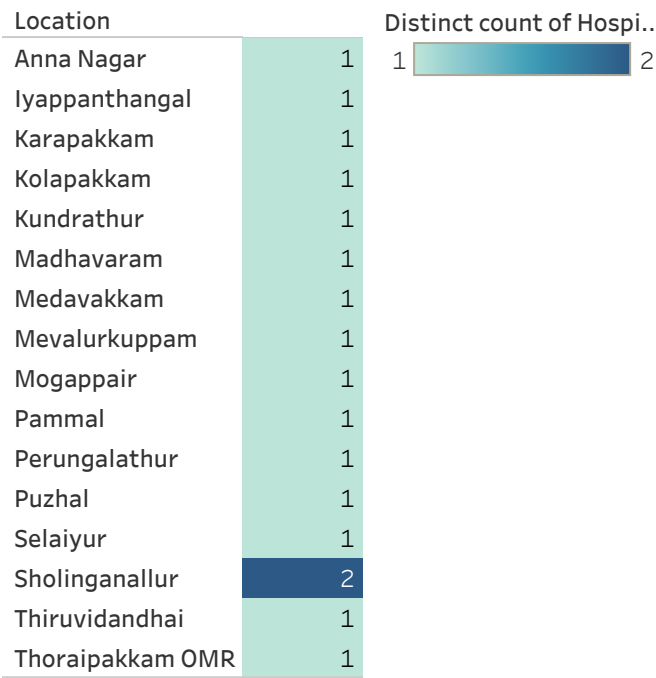 Location
Distinct count of Hospi..
1 2
Anna Nagar 1
Iyappanthangal 1
Karapakkam 1
Kolapakkam 1
Kundrathur 1
Madhavaram 1
Medavakkam 1
Mevalurkuppam 1
Mogappair 1
Pammal 1
Perungalathur 1
Puzhal 1
Selaiyur 1
Sholinganallur 2
Thiruvidandhai 1
Thoraipakkam OMR 1